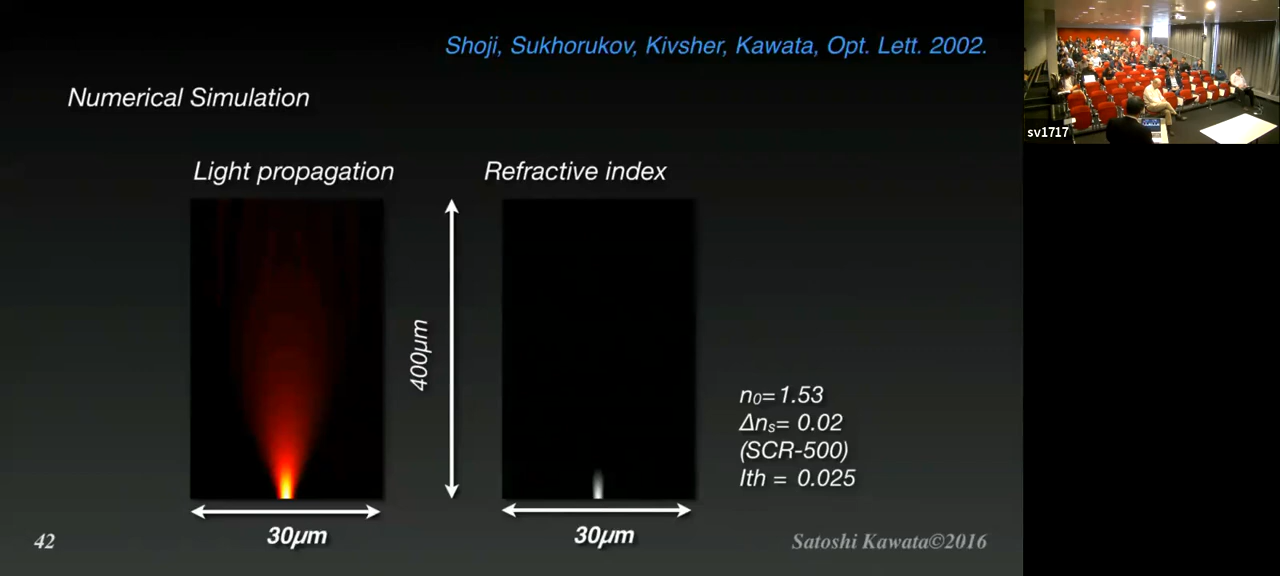 Shoji, Sukhorukov, Kivsher, Kawata, Opt. Lett. 2002.
Numerical Simulation
Light propagation
Refractive index
400μm
n0=1.53
Δns= 0.02
(SCR-500)
Ith = 0.025
30μm
30μm
42
Satoshi Kawata©2016
sv1717